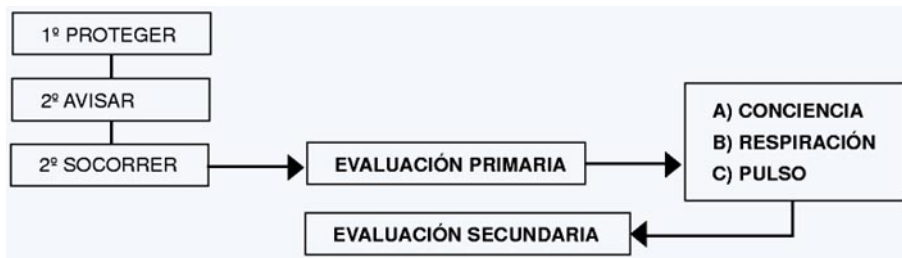 1º PROTEGER
2º AVISAR
2º SOCORRER
EVALUACIÓN PRIMARIA
A) CONCIENCIA
B) RESPIRACIÓN
C) PULSO
EVALUACIÓN SECUNDARIA